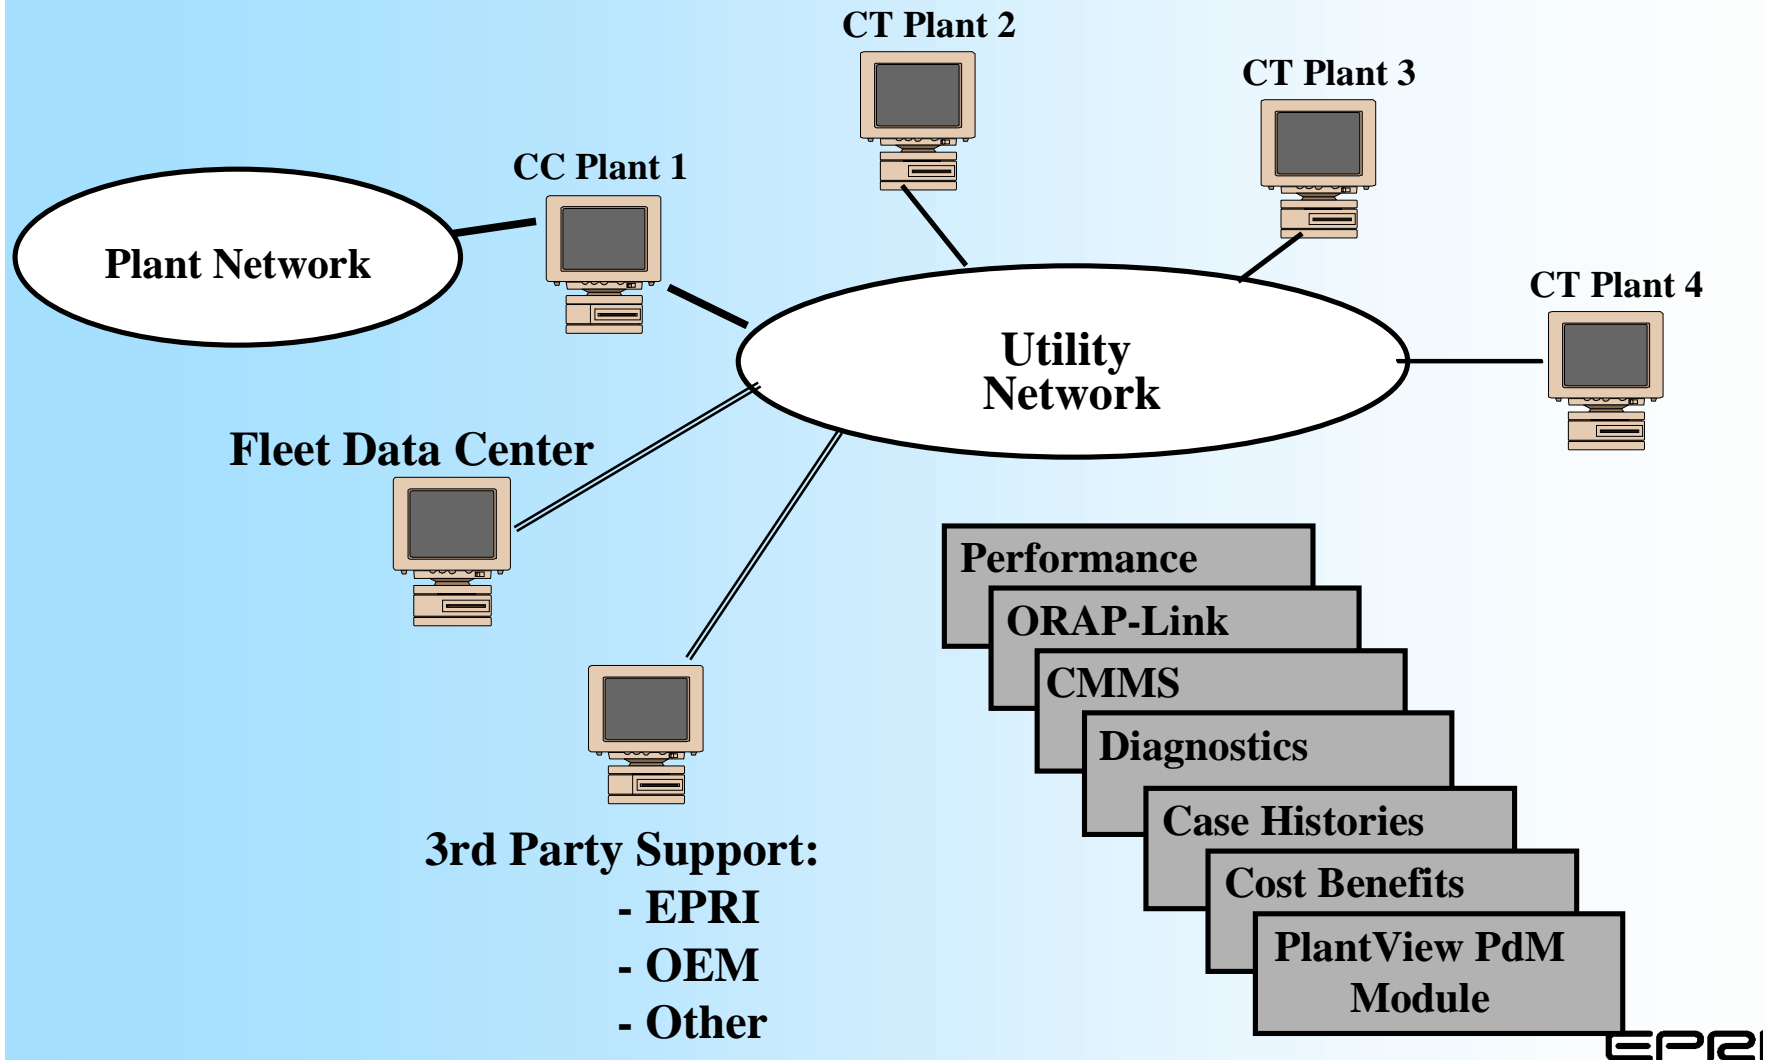 CT Plant 2
CT Plant 3
CC Plant 1
Plant Network
CT Plant 4
Utility
Network
Fleet Data Center
Performance
ORAP-Link
CMMS
Diagnostics
Case Histories
Cost Benefits
PlantView PdM
Module
3rd Party Support:
- EPRI
- OEM
- Other
EPRI